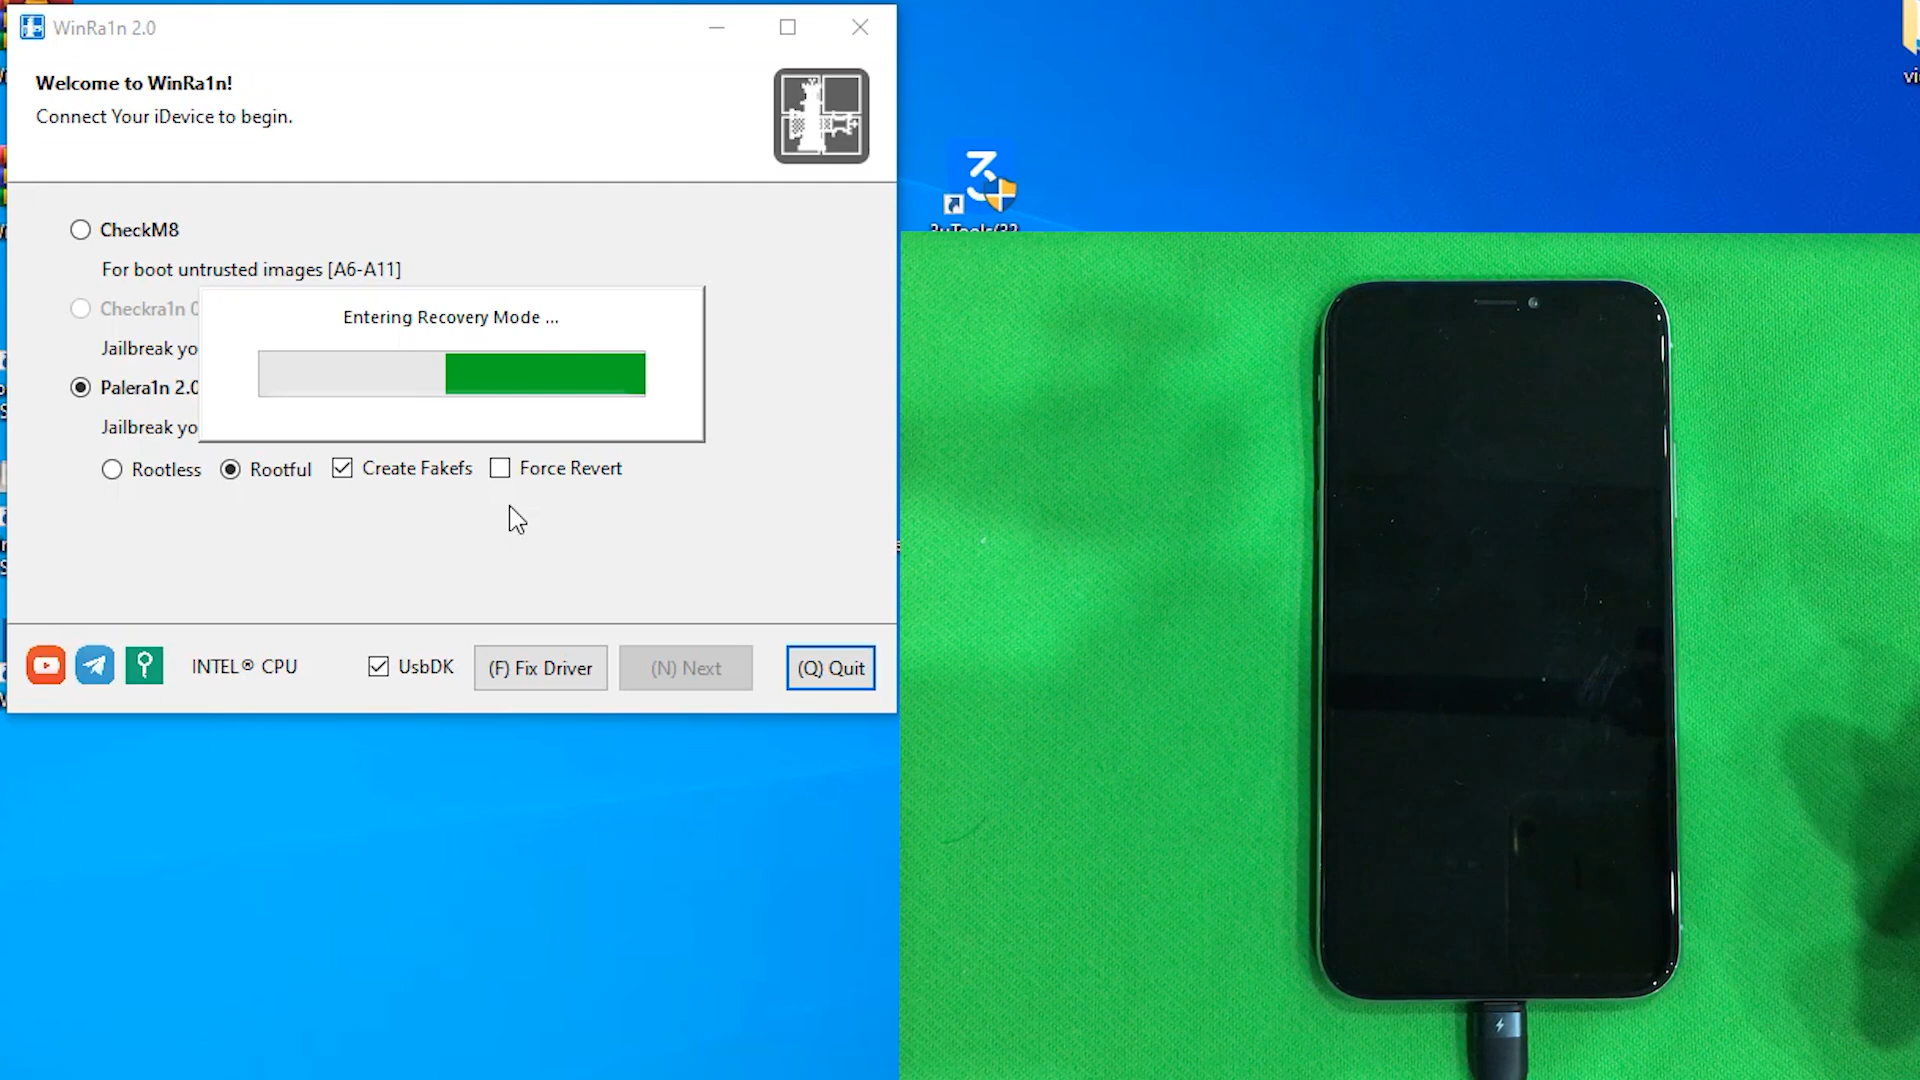 WinRa1n 2.0
Welcome to WinRa1n!
Connect Your iDevice to begin.
CheckM8
For boot untrusted images [A6-A11]
Checkra1n
Jailbreak yo
Entering Recovery Mode ...
Palera1n 2.0
Jailbreak yo
Rootless Rootful Create Fakefs Force Revert
INTEL® CPU UsbDK (F) Fix Driver (N) Next (Q) Quit
vi